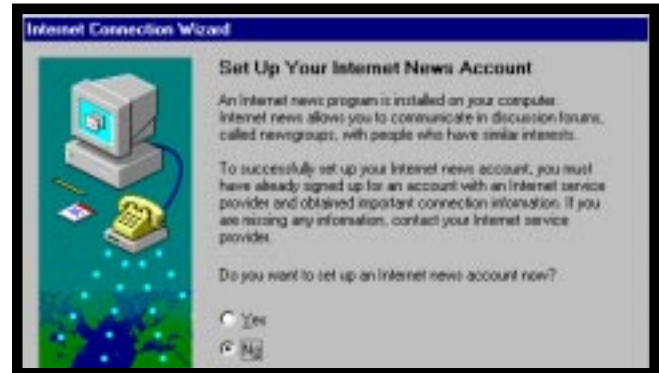 Internet Connection Wizard
Set Up Your Internet News Account
An Internet news program is installed on your computer.
Internet news allows you to communicate in discussion forums,
called newsgroups, with people who have similar interests.
To successfully set up your Internet news account, you must
have already signed up for an account with an Internet service
provider and obtained important connection information. If you
are missing any information, contact your Internet service
provider.
Do you want to set up an Internet news account now?
Yes
No